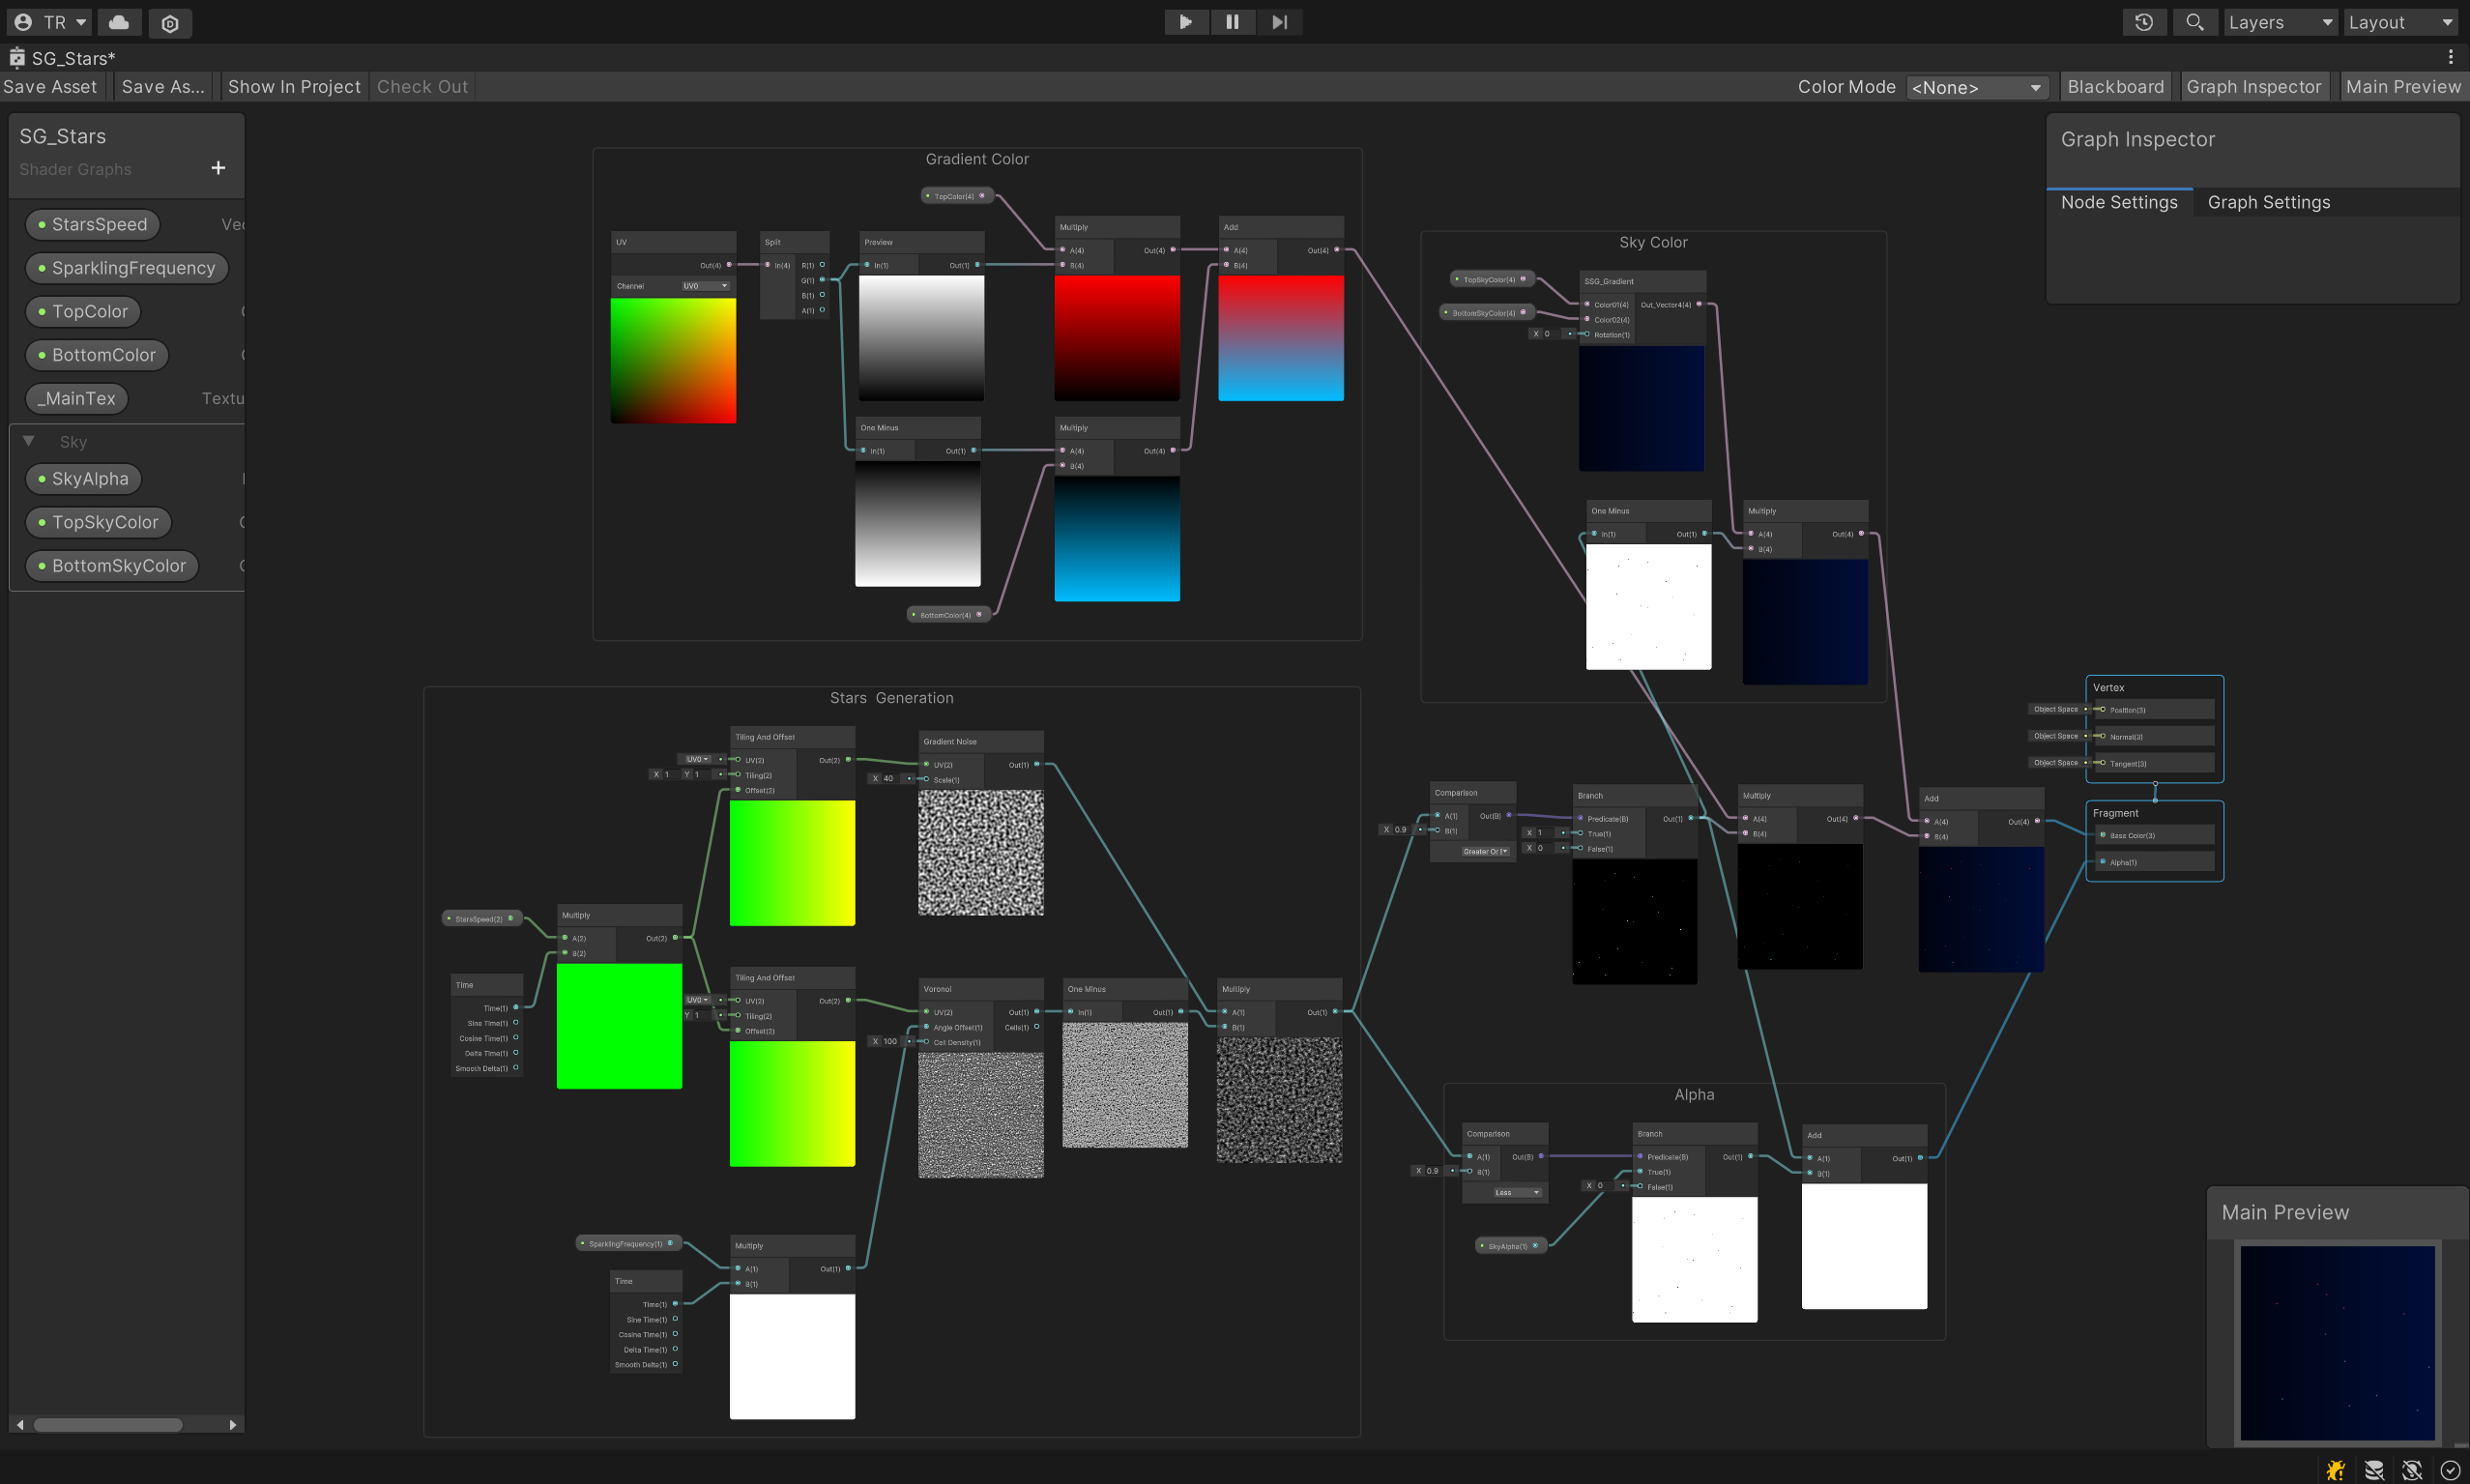 TR
Layers
Layout
SG_Stars*
Save Asset
Save As...
Show In Project
Check Out
Color Mode
<None>
Blackboard
Graph Inspector
Main Preview
SG_Stars
Shader Graphs
StarsSpeed
SparklingFrequency
TopColor
BottomColor
_MainTex
Textu
Sky
SkyAlpha
TopSkyColor
BottomSkyColor
Gradient Color
TopColor(4)
UV
Out(4)
Channel
UV0
Split
In(4)
R(1)
G(1)
B(1)
A(1)
Preview
In(1)
Out(1)
Multiply
A(4)
Out(4)
B(4)
Add
A(4)
Out(4)
B(4)
One Minus
In(1)
Out(1)
Multiply
A(4)
Out(4)
B(4)
BottomColor(4)
Sky Color
TopSkyColor(4)
BottomSkyColor(4)
X 0
SSG_Gradient
Color01(4)
Out_Vector4(4)
Color02(4)
Rotation(1)
One Minus
In(1)
Out(1)
Multiply
A(4)
Out(4)
B(4)
Graph Inspector
Node Settings
Graph Settings
Stars Generation
StarsSpeed(2)
Time
Time(1)
Sine Time(1)
Cosine Time(1)
Delta Time(1)
Smooth Delta(1)
Multiply
A(2)
Out(2)
B(2)
Tiling And Offset
UV0
UV(2)
Out(2)
X 1 Y 1
Tiling(2)
Offset(2)
Gradient Noise
UV(2)
Out(1)
X 40
Scale(1)
Tiling And Offset
UV0
UV(2)
Out(2)
Y 1
Tiling(2)
Offset(2)
Voronoi
UV(2)
Out(1)
Angle Offset(1)
Cells(1)
X 100
Cell Density(1)
One Minus
In(1)
Out(1)
Multiply
A(1)
Out(1)
B(1)
SparklingFrequency(1)
Time
Time(1)
Sine Time(1)
Cosine Time(1)
Delta Time(1)
Smooth Delta(1)
Multiply
A(1)
Out(1)
B(1)
Comparison
A(1)
Out(B)
X 0.9
B(1)
Branch
Predicate(B)
Out(1)
X 1
True(1)
X 0
False(1)
Multiply
A(4)
Out(4)
B(4)
Add
A(4)
Out(4)
B(4)
Vertex
Object Space
Position(3)
Object Space
Normal(3)
Object Space
Tangent(3)
Fragment
Base Color(3)
Alpha(1)
Alpha
Comparison
A(1)
Out(B)
X 0.9
B(1)
Less
Branch
Predicate(B)
Out(1)
True(1)
X 0
False(1)
SkyAlpha(1)
Add
A(1)
Out(1)
B(1)
Main Preview